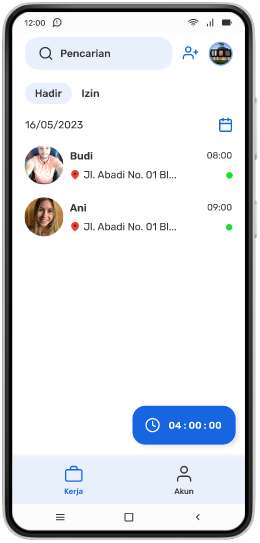 12:00
Pencarian
Hadir Izin
16/05/2023
Budi 08:00
Jl. Abadi No. 01 Bl...
Ani 09:00
Jl. Abadi No. 01 Bl...
04 : 00 : 00
Kerja Akun